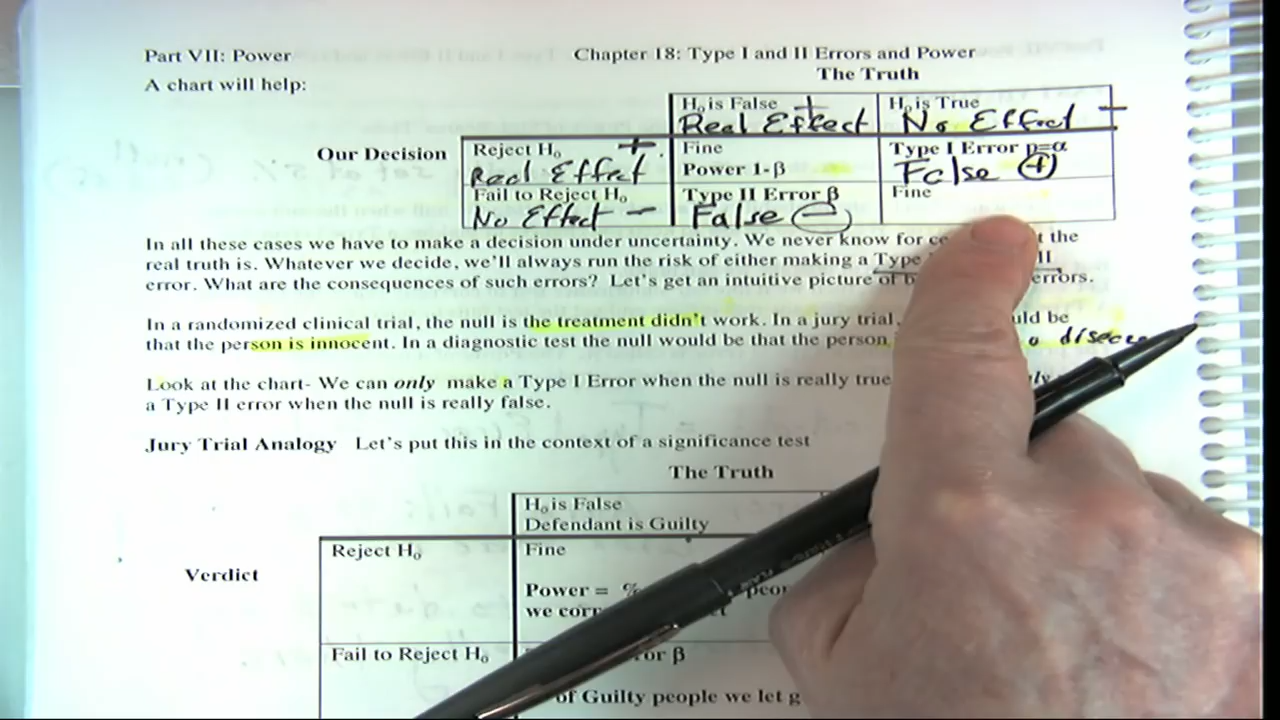 Part VII: Power Chapter 18: Type I and II Errors and Power
A chart will help: The Truth
H₀ is False + H₀ is True
Real Effect No Effect
Our Decision Reject H₀ + Fine Type I Error p=α
Real Effect Power 1-β False +
Fail to Reject H₀ Type II Error β Fine
No Effect − False −
In all these cases we have to make a decision under uncertainty. We never know for the
real truth is. Whatever we decide, we'll always run the risk of either making a Type II
error. What are the consequences of such errors? Let's get an intuitive picture of errors.
In a randomized clinical trial, the null is the treatment didn't work. In a jury trial, be
that the person is innocent. In a diagnostic test the null would be that the person
Look at the chart- We can only make a Type I Error when the null is really true
a Type II error when the null is really false.
Jury Trial Analogy Let's put this in the context of a significance test
The Truth
H₀ is False
Defendant is Guilty
Verdict Reject H₀ Fine
Power = %
we
Fail to Reject H₀ β
of Guilty people we let